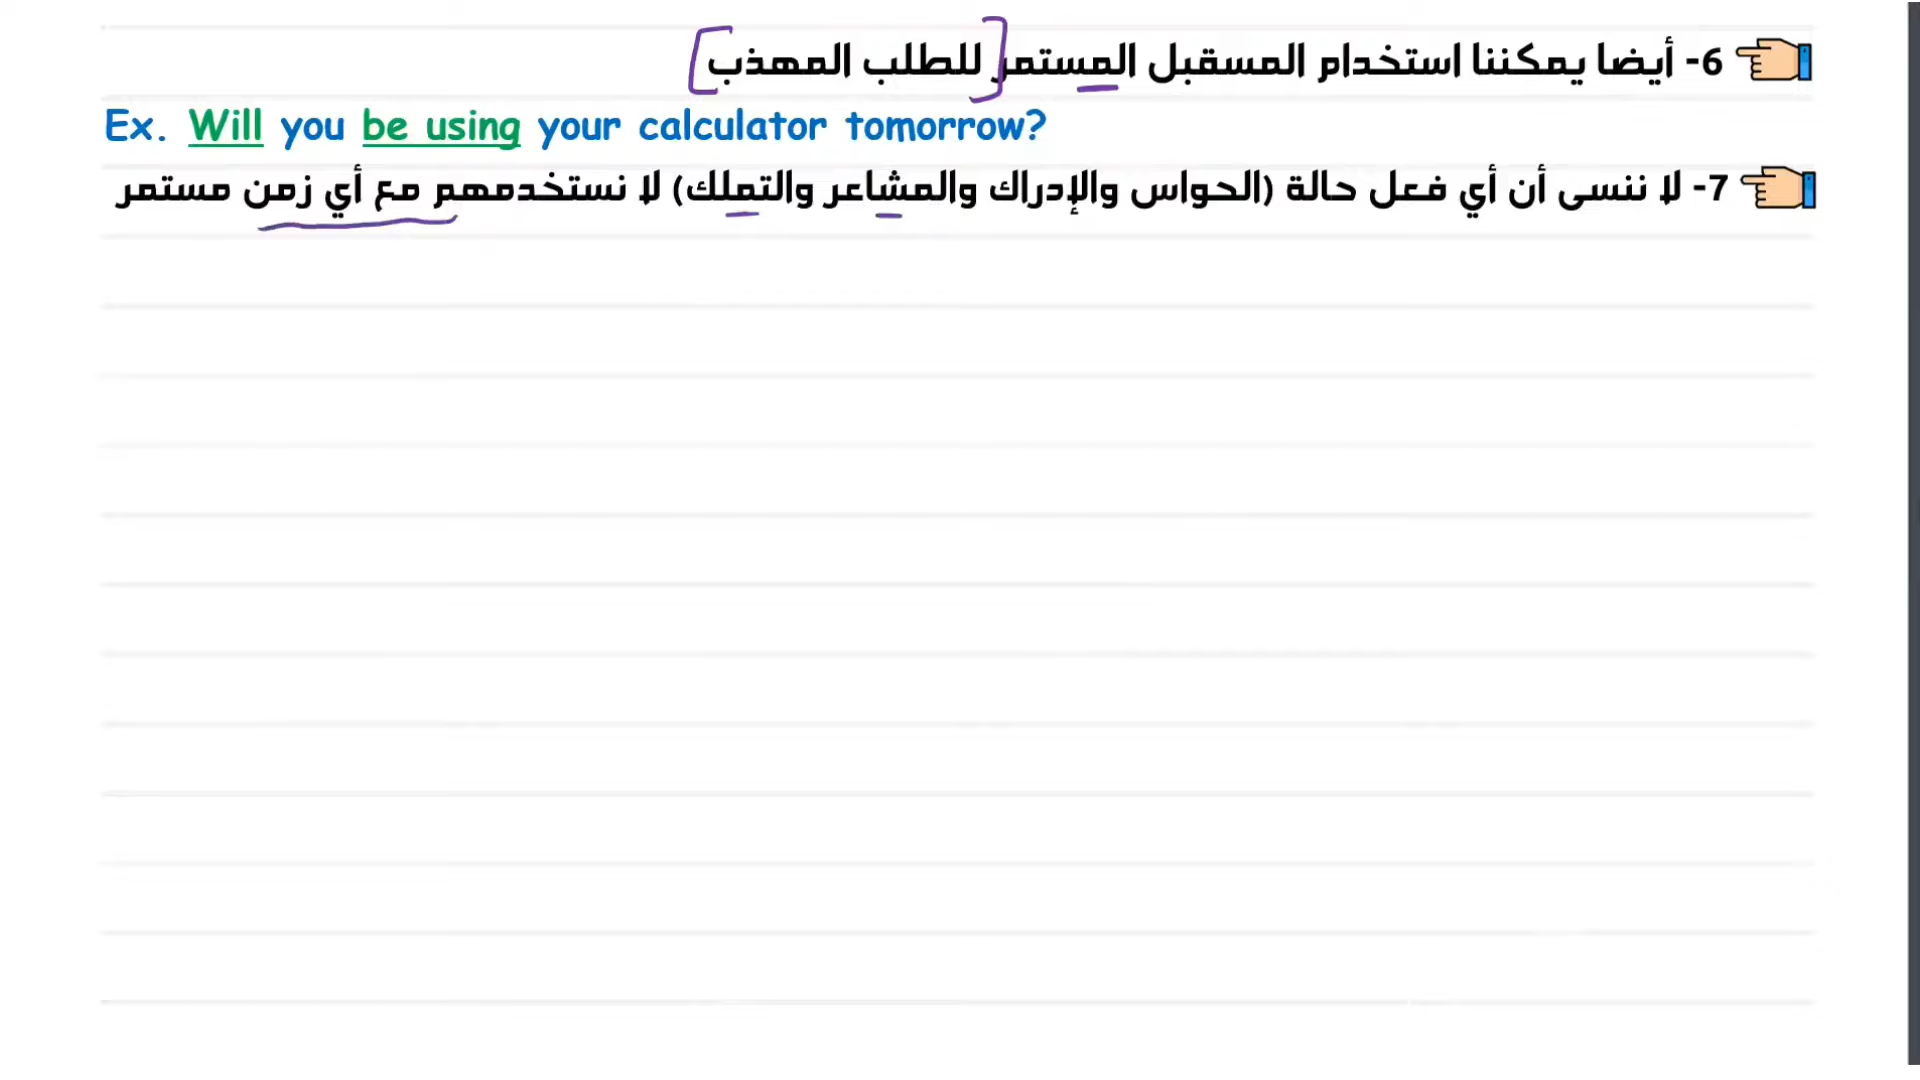 6- أيضا يمكننا استخدام المسقبل المستمر للطلب المهذب
Ex. Will you be using your calculator tomorrow?
7- لا ننسى أن أي فعل حالة (الحواس والإدراك والمشاعر والتملك) لا نستخدمهم مع أي زمن مستمر